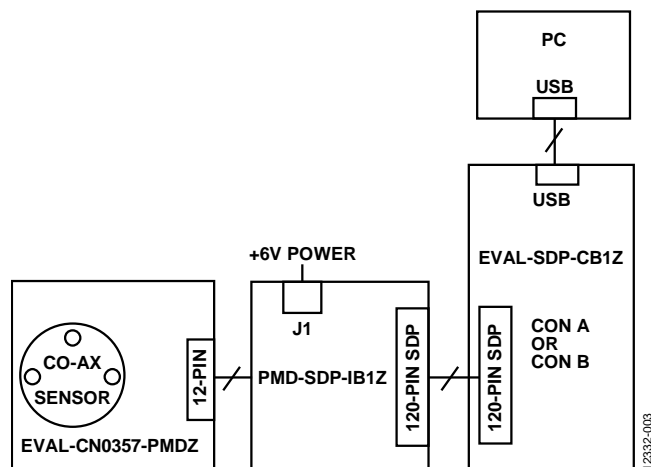 PC
USB
USB
EVAL-SDP-CB1Z
+6V POWER
J1
CO-AX
SENSOR
12-PIN
PMD-SDP-IB1Z
120-PIN SDP
120-PIN SDP
CON A
OR
CON B
EVAL-CN0357-PMDZ
12332-003